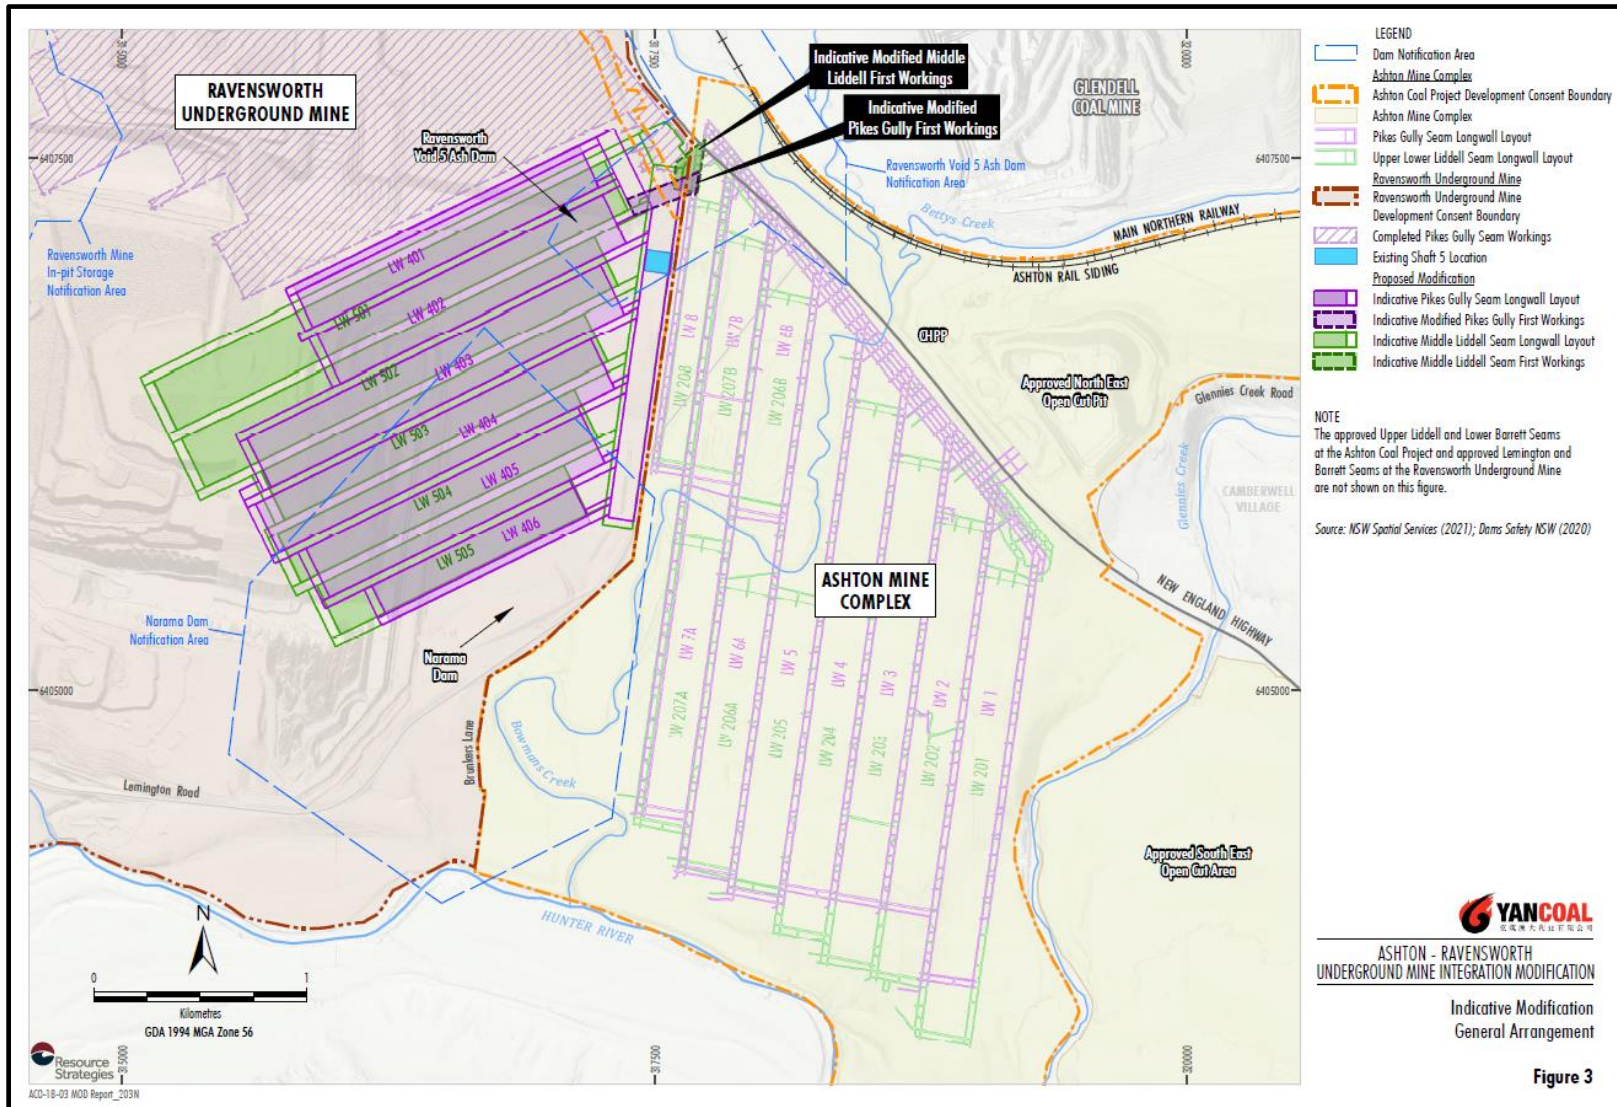 315000
317500
320000
RAVENSWORTH
UNDERGROUND MINE
Indicative Modified Middle
Liddell First Workings
Indicative Modified
Pikes Gully First Workings
GLENDELL
COAL MINE
Ravensworth
Void 5 Ash Dam
6407500
6407500
Ravensworth Void 5 Ash Dam
Notification Area
Bettys Creek
MAIN NORTHERN RAILWAY
ASHTON RAIL SIDING
Ravensworth Mine
In-pit Storage
Notification Area
LW 401
LW 501
LW 402
LW 502
LW 403
LW 503
LW 404
LW 504
LW 405
LW 505
LW 406
LW 8
LW 7B
LW 6B
LW 208
LW 207B
LW 206B
CHPP
Approved North East
Open Cut Pit
Glennies Creek Road
Glennies Creek
CAMBERWELL
VILLAGE
ASHTON MINE
COMPLEX
NEW ENGLAND HIGHWAY
Narama Dam
Notification Area
Narama
Dam
LW 7A
LW 6A
LW 5
LW 4
LW 3
LW 2
LW 1
6405000
6405000
W 207A
LW 206A
LW 205
LW 204
LW 203
LW 202
LW 201
Brunkers Lane
Bowmans Creek
Lemington Road
Approved South East
Open Cut Area
HUNTER RIVER
N
0
1
Kilometres
GDA 1994 MGA Zone 56
Resource
Strategies
315000
317500
320000
ACO-18-03 MOD Report_203N
LEGEND
Dam Notification Area
Ashton Mine Complex
Ashton Coal Project Development Consent Boundary
Ashton Mine Complex
Pikes Gully Seam Longwall Layout
Upper Lower Liddell Seam Longwall Layout
Ravensworth Underground Mine
Ravensworth Underground Mine
Development Consent Boundary
Completed Pikes Gully Seam Workings
Existing Shaft 5 Location
Proposed Modification
Indicative Pikes Gully Seam Longwall Layout
Indicative Modified Pikes Gully First Workings
Indicative Middle Liddell Seam Longwall Layout
Indicative Middle Liddell Seam First Workings
NOTE
The approved Upper Liddell and Lower Barrett Seams
at the Ashton Coal Project and approved Lemington and
Barrett Seams at the Ravensworth Underground Mine
are not shown on this figure.
Source: NSW Spatial Services (2021); Dams Safety NSW (2020)
YANCOAL
ASHTON - RAVENSWORTH
UNDERGROUND MINE INTEGRATION MODIFICATION
Indicative Modification
General Arrangement
Figure 3